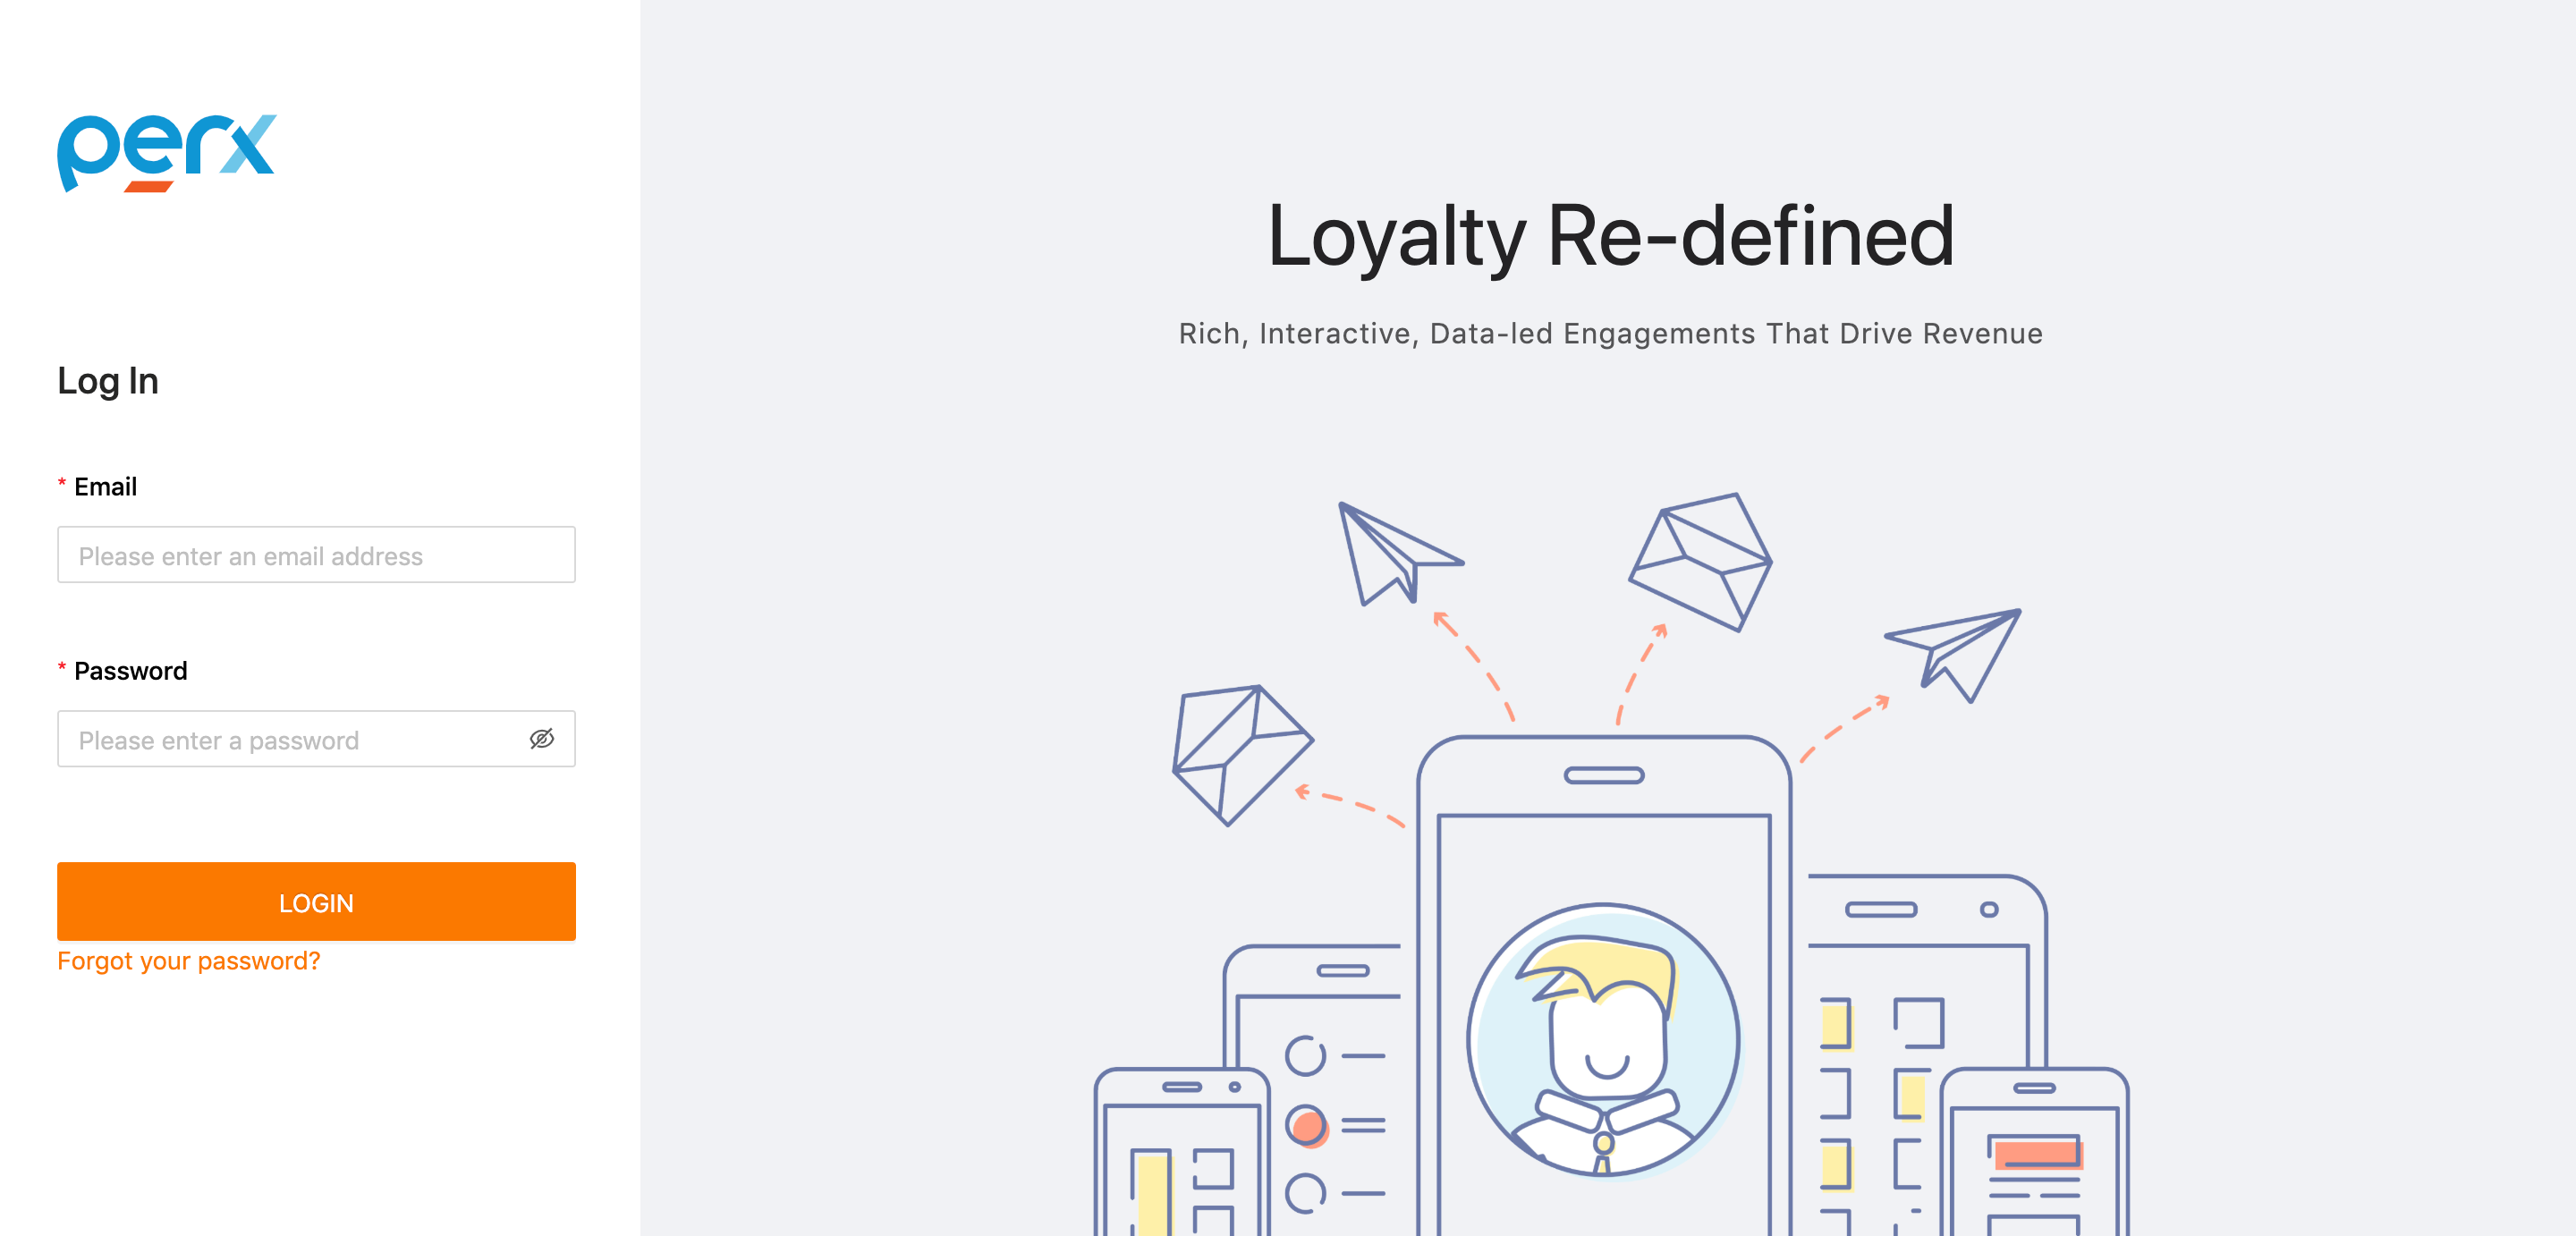 perx
Log In
* Email
Please enter an email address
* Password
Please enter a password
LOGIN
Forgot your password?
Loyalty Re-defined
Rich, Interactive, Data-led Engagements That Drive Revenue